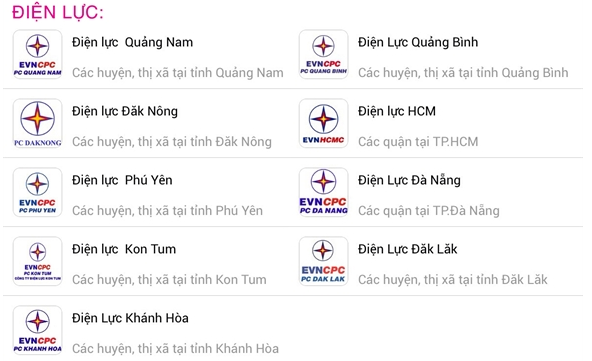 ĐIỆN LỰC:
EVNCPC
PC QUANG NAM
Điện lực  Quảng Nam
Các huyện, thị xã tại tỉnh Quảng Nam
EVNCPC
PC QUANG BINH
Điện Lực Quảng Bình
Các huyện, thị xã tại tỉnh Quảng Bình
PC DAKNONG
Điện lực Đăk Nông
Các huyện, thị xã tại tỉnh Đăk Nông
EVNHCMC
Điện lực HCM
Các quận tại TP.HCM
EVNCPC
PC PHU YEN
Điện lực  Phú Yên
Các huyện, thị xã tại tỉnh Phú Yên
EVNCPC
PC DA NANG
Điện Lực Đà Nẵng
Các quận tại TP.Đà Nẵng
EVNCPC
PC KON TUM
CÔNG TY ĐIỆN LỰC KON TUM
Điện lực  Kon Tum
Các huyện, thị xã tại tỉnh Kon Tum
EVNCPC
PC DAK LAK
Điện Lực Đăk Lăk
Các huyện, thị xã tại tỉnh Đăk Lăk
EVNCPC
PC KHANH HOA
Điện Lực Khánh Hòa
Các huyện, thị xã tại tỉnh Khánh Hòa